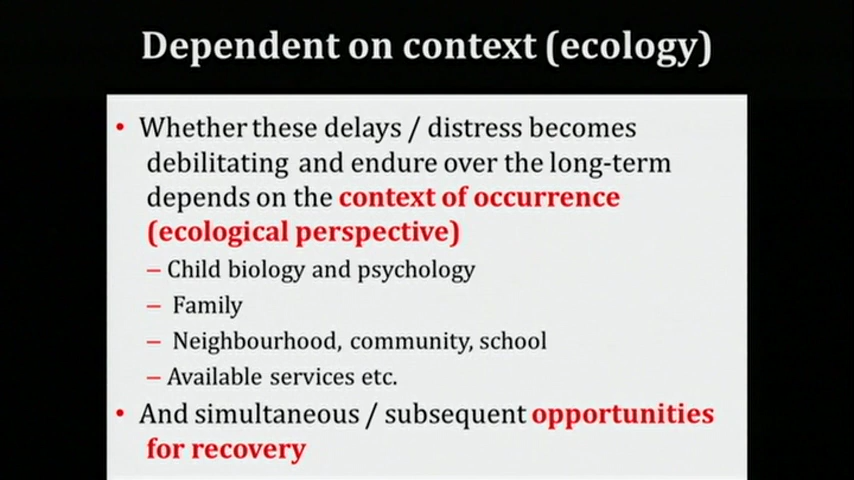 Dependent on context (ecology)
• Whether these delays / distress becomes
debilitating and endure over the long-term
depends on the context of occurrence
(ecological perspective)
– Child biology and psychology
– Family
– Neighbourhood, community, school
– Available services etc.
• And simultaneous / subsequent opportunities
for recovery